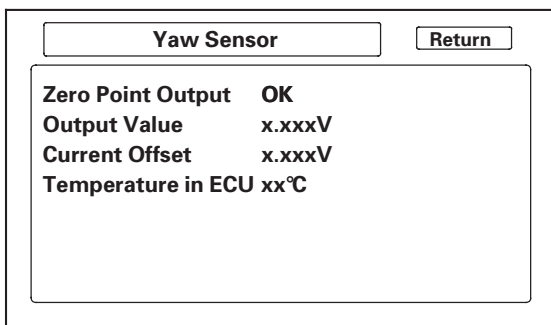 Yaw Sensor Return
Zero Point Output OK
Output Value x.xxxV
Current Offset x.xxxV
Temperature in ECU xx℃